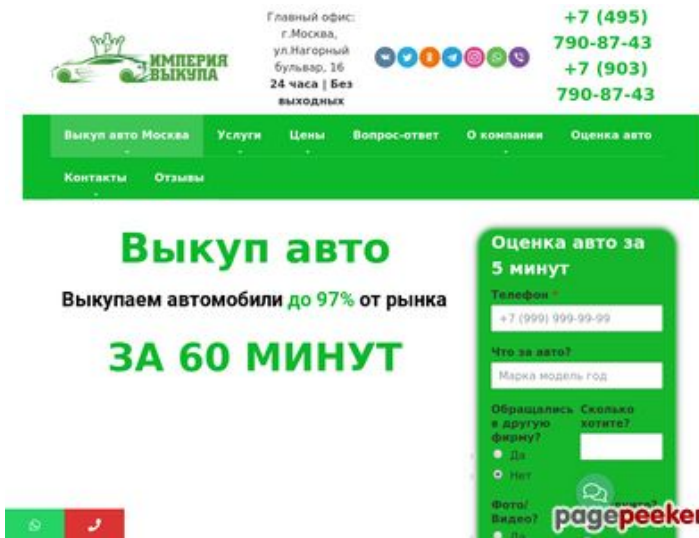 ИМПЕРИЯ
ВЫКУПА
Главный офис:
г.Москва,
ул.Нагорный
бульвар, 16
24 часа | Без
выходных
+7 (495)
790-87-43
+7 (903)
790-87-43
Выкуп авто Москва Услуги Цены Вопрос-ответ О компании Оценка авто
Контакты Отзывы
Выкуп авто
Выкупаем автомобили до 97% от рынка
ЗА 60 МИНУТ
Оценка авто за
5 минут
Телефон *
+7 (999) 999-99-99
Что за авто?
Марка модель год
Обращались
в другую
фирму?
Сколько
хотите?
Да
Нет
Фото/
Видео?
Да
pagepeeker